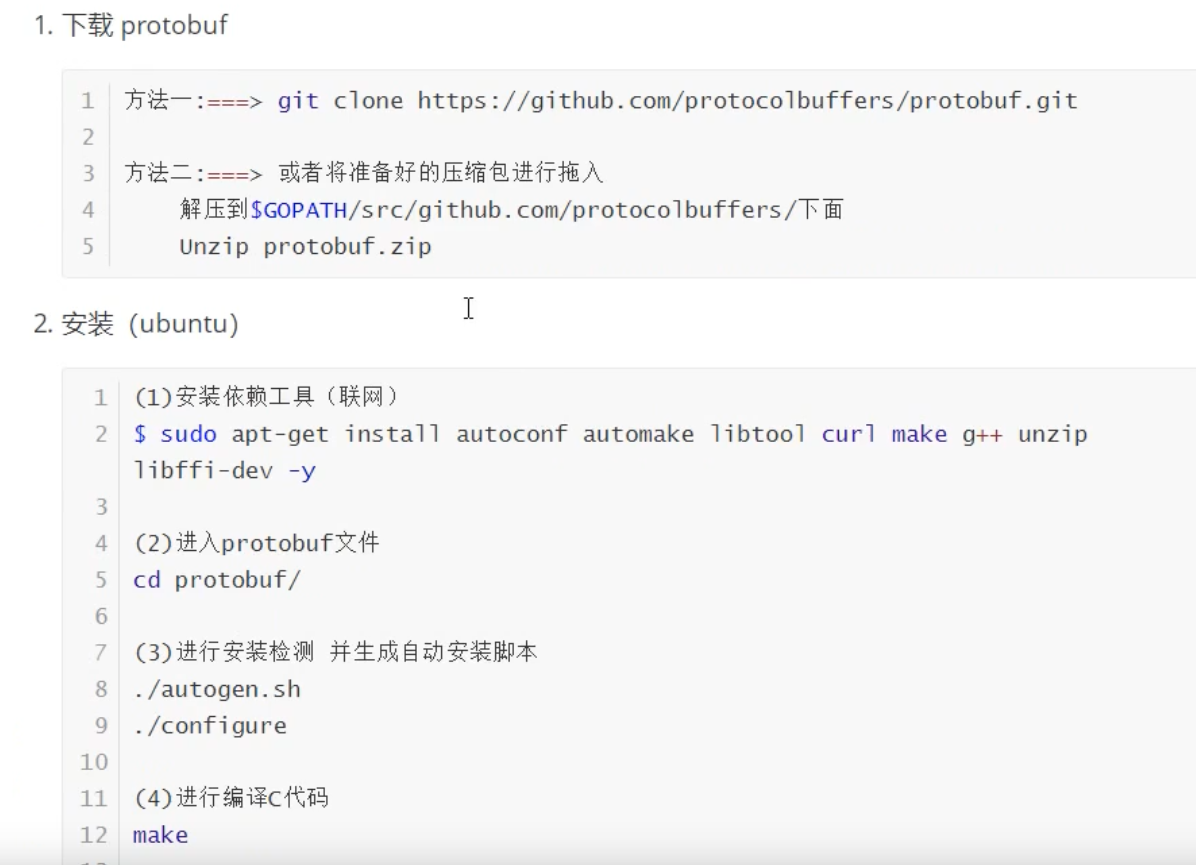 1. 下载 protobuf
1 方法一:===> git clone https://github.com/protocolbuffers/protobuf.git
2
3 方法二:===> 或者将准备好的压缩包进行拖入
4 解压到$GOPATH/src/github.com/protocolbuffers/下面
5 Unzip protobuf.zip
2. 安装（ubuntu）
1 (1)安装依赖工具（联网）
2 $ sudo apt-get install autoconf automake libtool curl make g++ unzip
libffi-dev -y
3
4 (2)进入protobuf文件
5 cd protobuf/
6
7 (3)进行安装检测 并生成自动安装脚本
8 ./autogen.sh
9 ./configure
10
11 (4)进行编译C代码
12 make